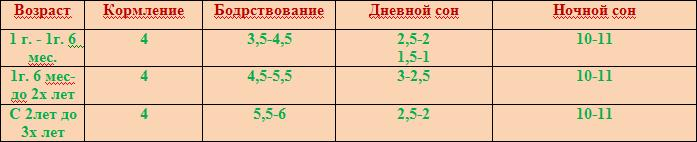 Возраст Кормление Бодрствование Дневной сон Ночной сон
1 г. - 1г. 6 мес. 4 3,5-4,5 2,5-2 1,5-1 10-11
1г. 6 мес- до 2х лет 4 4,5-5,5 3-2,5 10-11
С 2лет до 3х лет 4 5,5-6 2,5-2 10-11